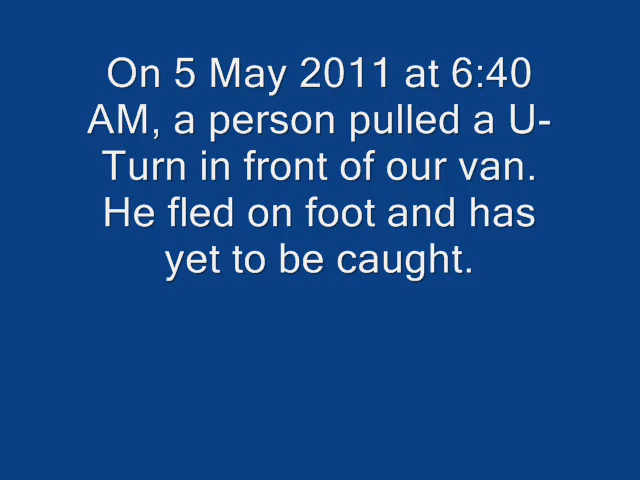 On 5 May 2011 at 6:40
AM, a person pulled a U-
Turn in front of our van.
He fled on foot and has
yet to be caught.